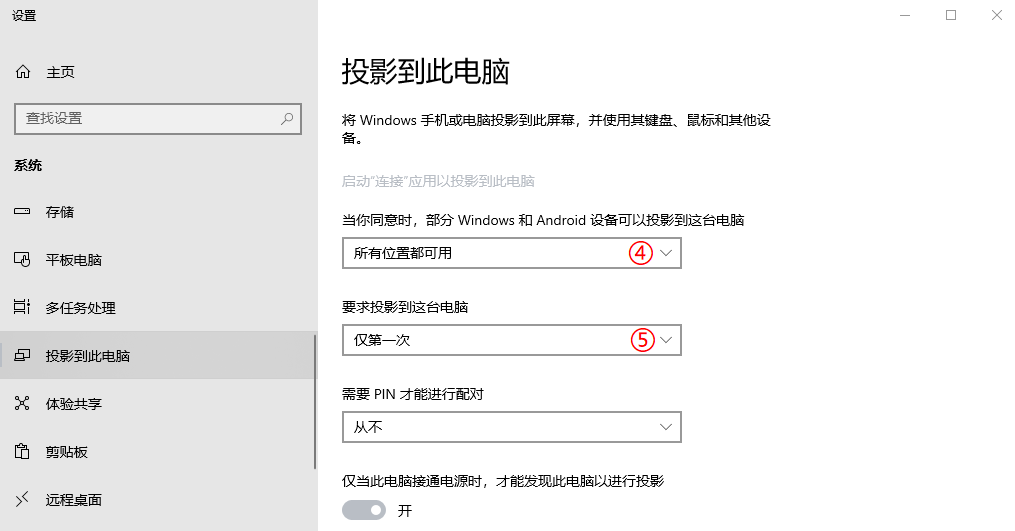 设置
主页
查找设置
系统
存储
平板电脑
多任务处理
投影到此电脑
体验共享
剪贴板
远程桌面
投影到此电脑
将 Windows 手机或电脑投影到此屏幕，并使用其键盘、鼠标和其他设
备。
启动“连接”应用以投影到此电脑
当你同意时，部分 Windows 和 Android 设备可以投影到这台电脑
所有位置都可用 ④
要求投影到这台电脑
仅第一次 ⑤
需要 PIN 才能进行配对
从不
仅当此电脑接通电源时，才能发现此电脑以进行投影
开